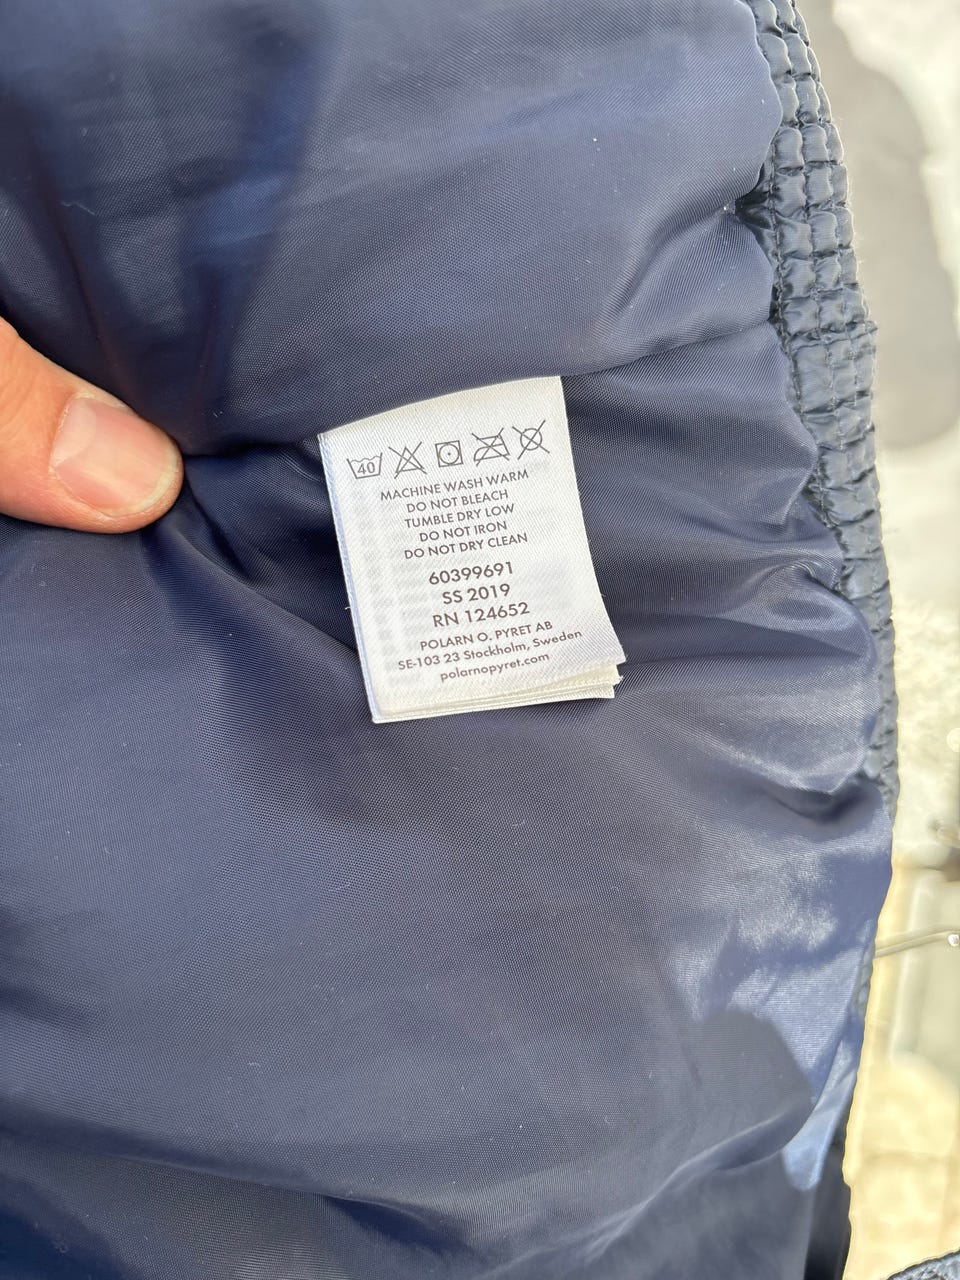 40
MACHINE WASH WARM
DO NOT BLEACH
TUMBLE DRY LOW
DO NOT IRON
DO NOT DRY CLEAN
60399691
SS 2019
RN 124652
POLARN O. PYRET AB
SE-103 23 Stockholm, Sweden
polarnopyret.com